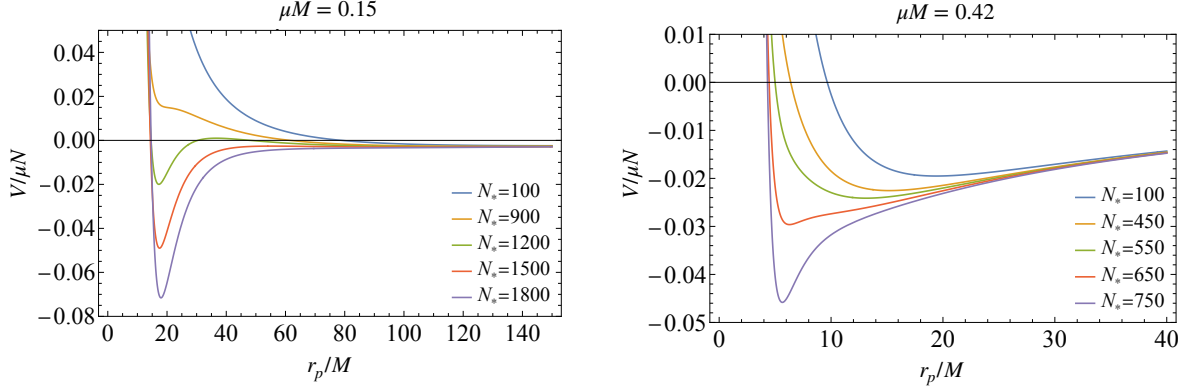 μM = 0.15
0.04
0.02
0.00
−0.02
−0.04
−0.06
−0.08
V/μN
N*=100
N*=900
N*=1200
N*=1500
N*=1800
0 20 40 60 80 100 120 140
r_p/M
μM = 0.42
0.01
0.00
−0.01
−0.02
−0.03
−0.04
−0.05
V/μN
N*=100
N*=450
N*=550
N*=650
N*=750
0 10 20 30 40
r_p/M